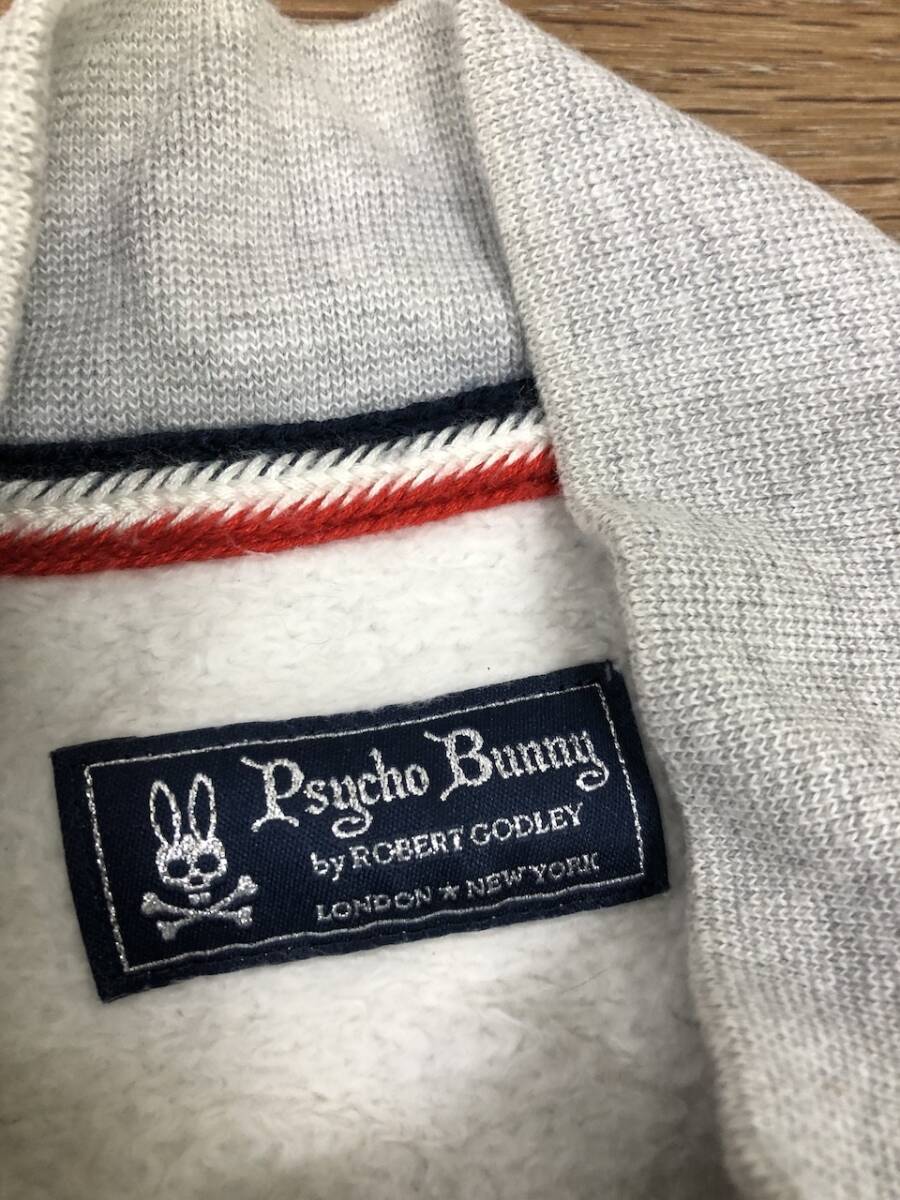 Psycho Bunny
by ROBERT GODLEY
LONDON ★ NEW YORK